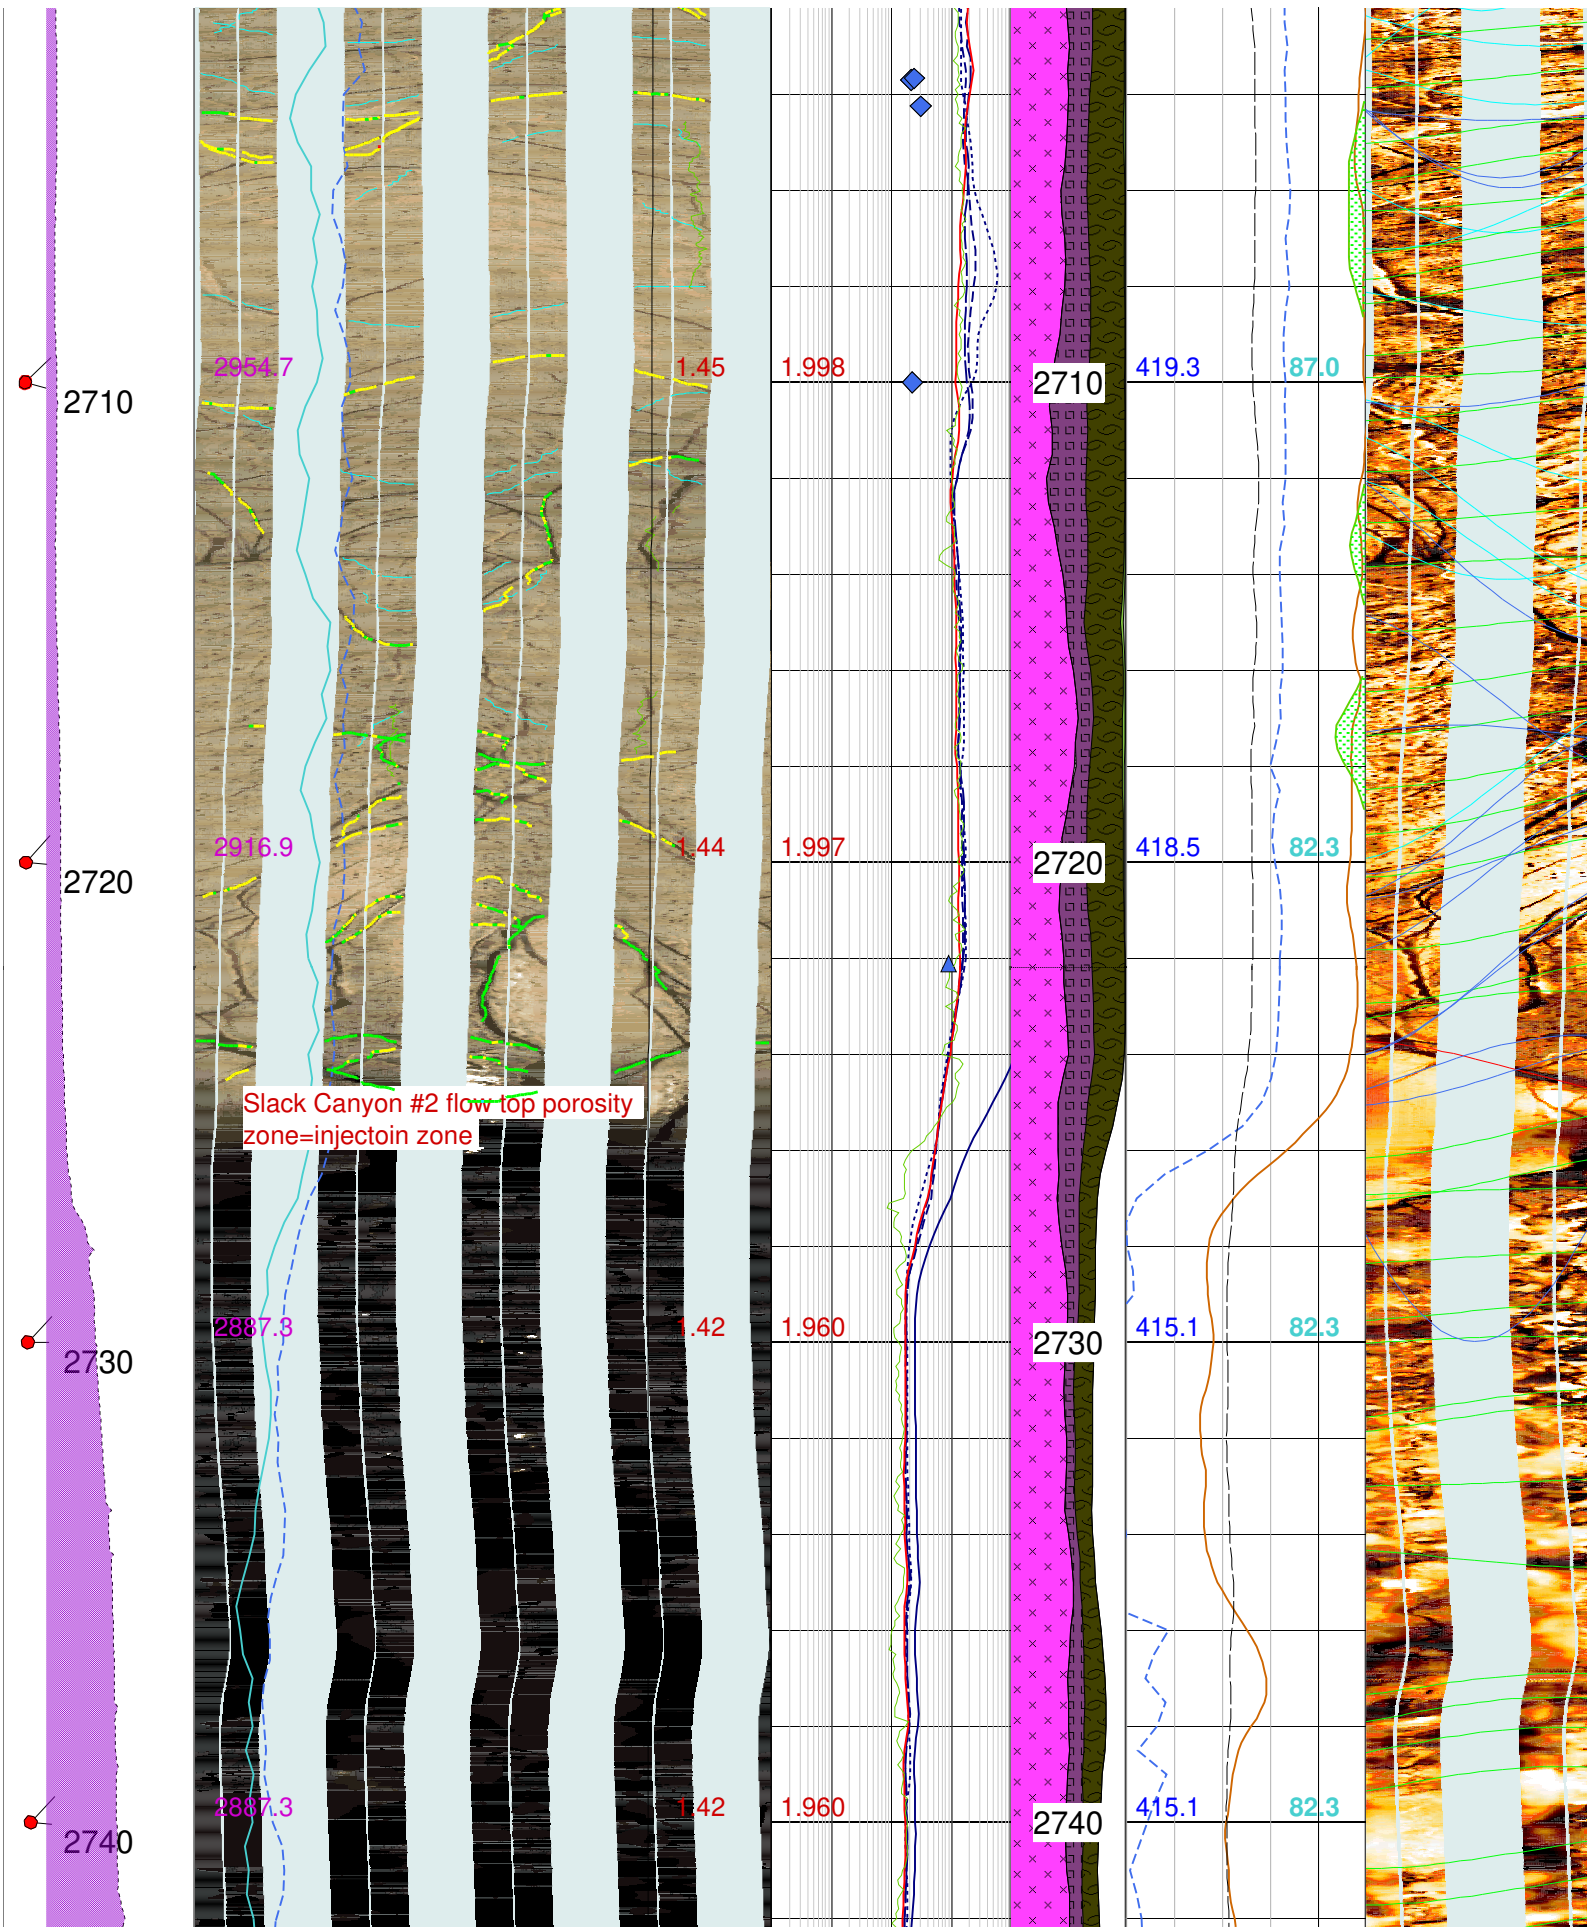 2954.7 1.45 1.998 419.3 87.0
2710 2710
2916.9 1.44 1.997 418.5 82.3
2720 2720
Slack Canyon #2 flow top porosity
zone=injectoin zone
2887.3 1.42 1.960 415.1 82.3
2730 2730
2887.3 1.42 1.960 415.1 82.3
2740 2740